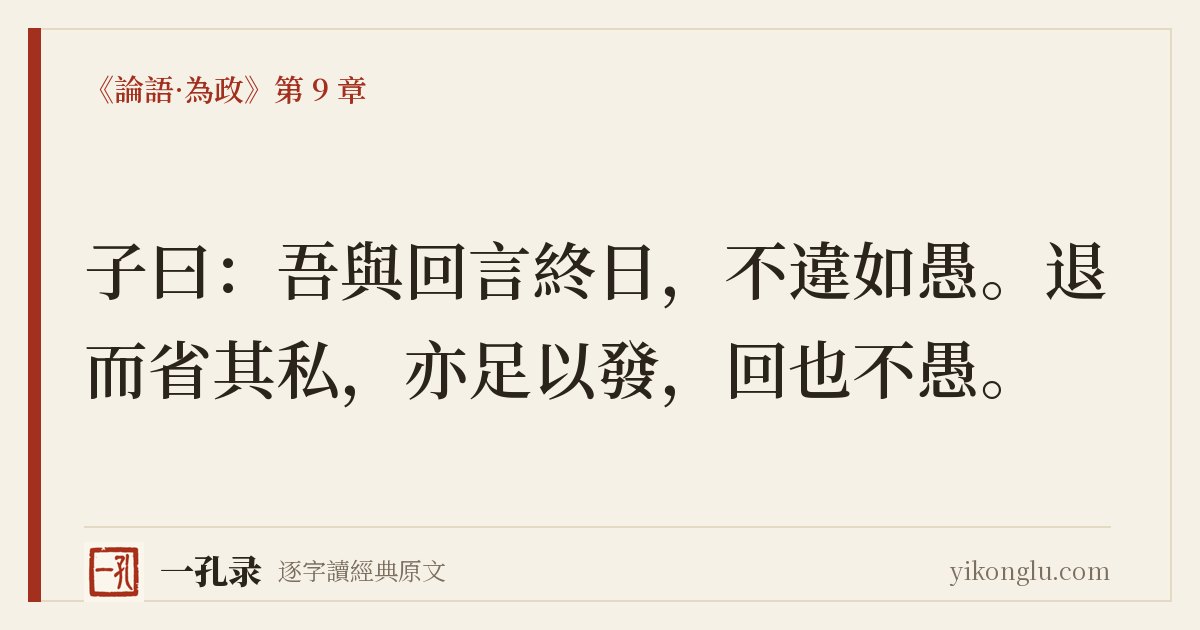 《論語·為政》第 9 章
子曰：吾與回言終日，不違如愚。退
而省其私，亦足以發，回也不愚。
一孔
一孔录 逐字讀經典原文 yikonglu.com